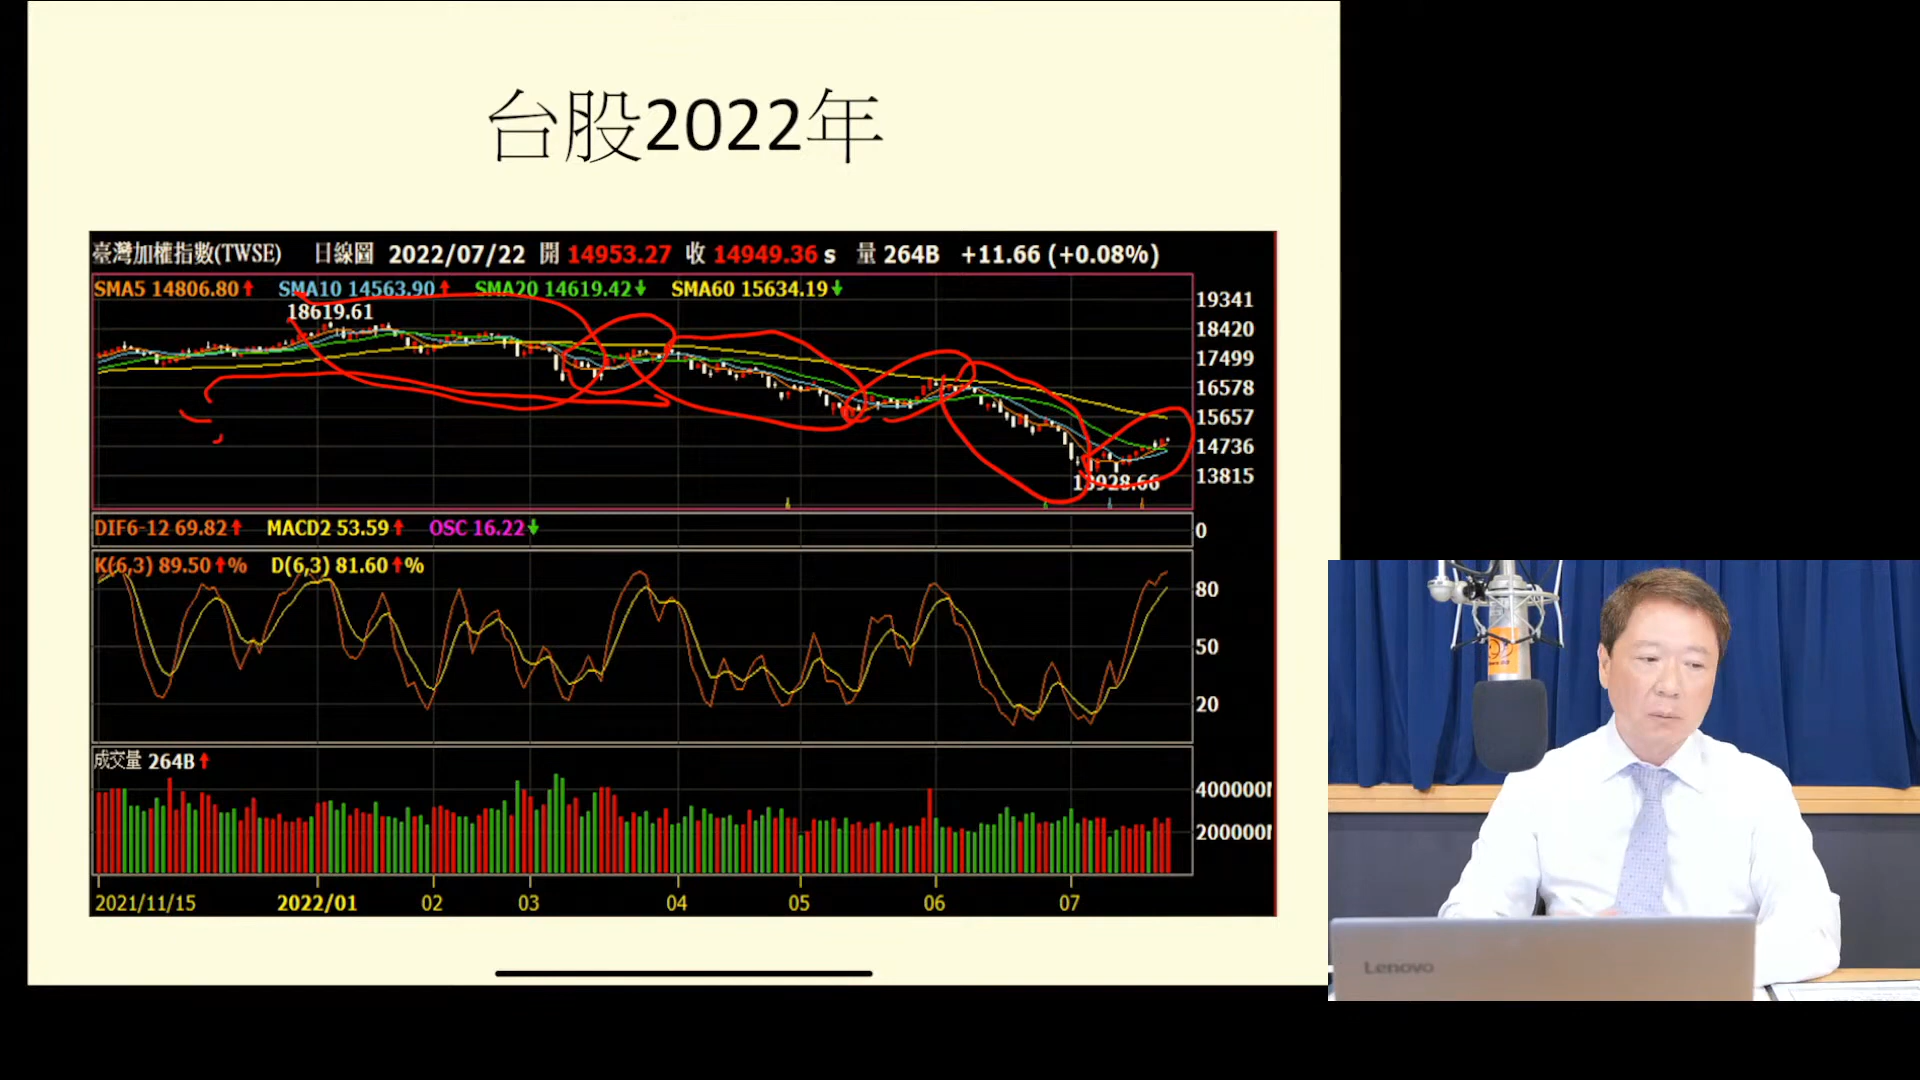 台股2022年
臺灣加權指數(TWSE) 日線圖 2022/07/22 開 14953.27 收 14949.36 s 量 264B +11.66 (+0.08%)
SMA5 14806.80 SMA10 14563.90 SMA20 14619.42 SMA60 15634.19
18619.61
19341
18420
17499
16578
15657
14736
13815
13928.66
DIF6-12 69.82 MACD2 53.59 OSC 16.22
0
K(6,3) 89.50 % D(6,3) 81.60 %
80
50
20
成交量 264B
400000
200000
2021/11/15 2022/01 02 03 04 05 06 07
Lenovo